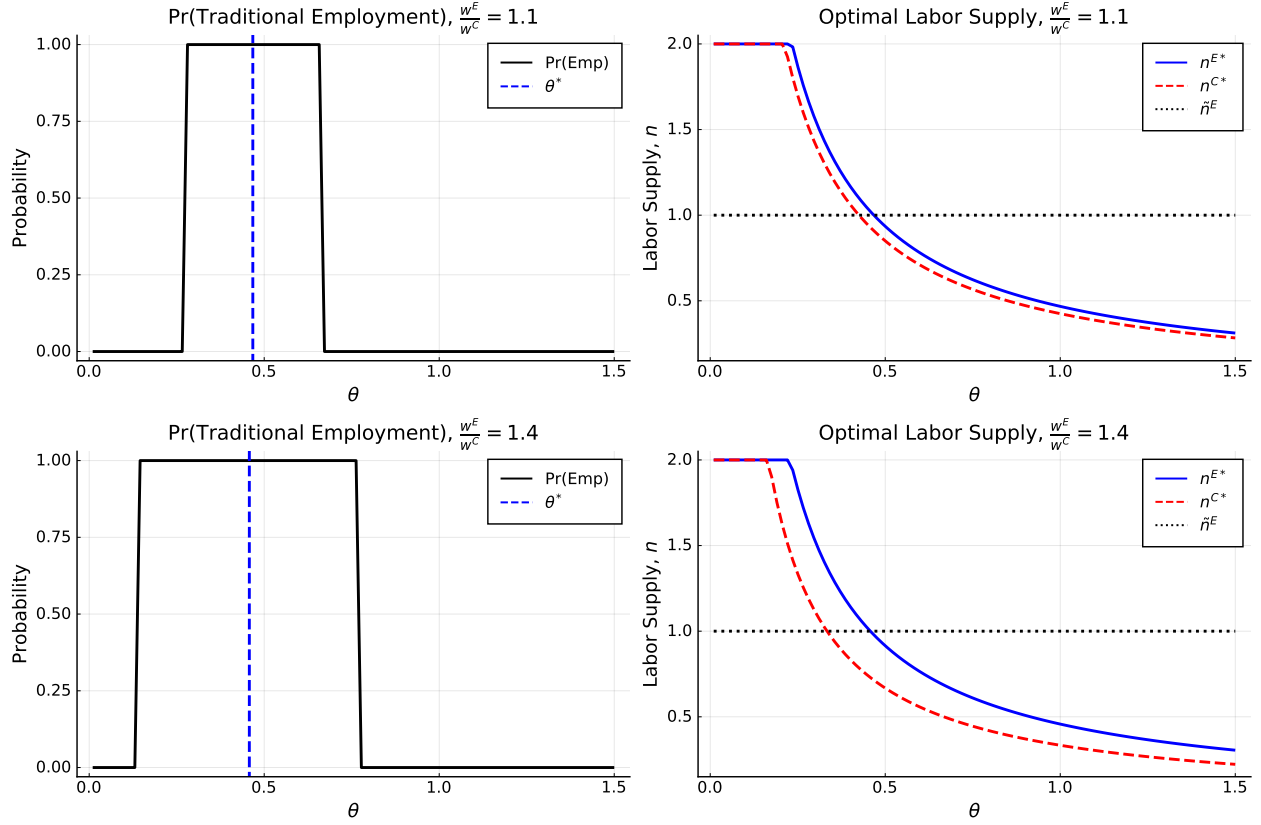 Pr(Traditional Employment), w^E/w^C = 1.1
1.00
0.75
0.50
0.25
0.00
Probability
Pr(Emp)
θ*
0.0 0.5 1.0 1.5
θ
Optimal Labor Supply, w^E/w^C = 1.1
2.0
1.5
1.0
0.5
Labor Supply, n
n^{E*}
n^{C*}
ñ^E
0.0 0.5 1.0 1.5
θ
Pr(Traditional Employment), w^E/w^C = 1.4
1.00
0.75
0.50
0.25
0.00
Probability
Pr(Emp)
θ*
0.0 0.5 1.0 1.5
θ
Optimal Labor Supply, w^E/w^C = 1.4
2.0
1.5
1.0
0.5
Labor Supply, n
n^{E*}
n^{C*}
ñ^E
0.0 0.5 1.0 1.5
θ